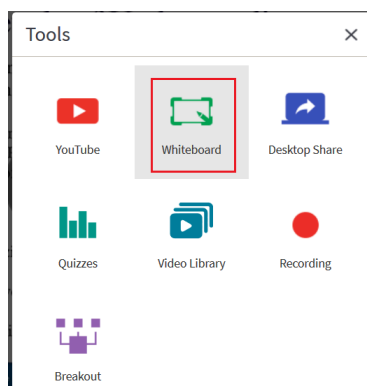 Tools
YouTube
Whiteboard
Desktop Share
Quizzes
Video Library
Recording
Breakout